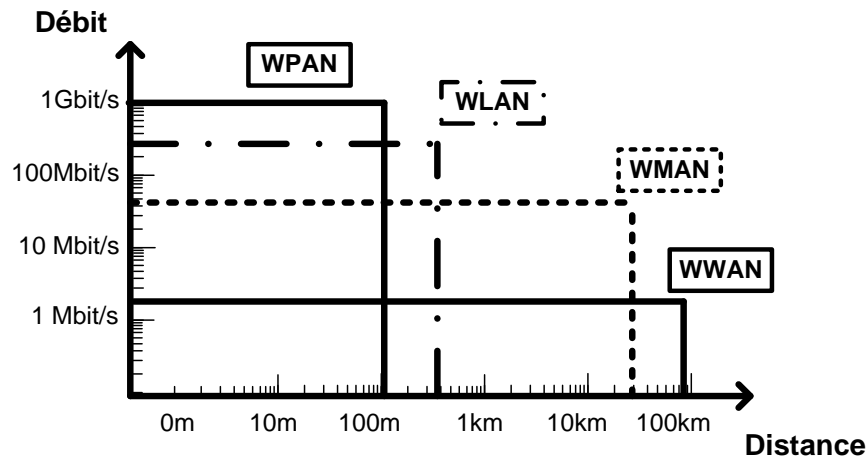 Débit
WPAN
1Gbit/s
WLAN
100Mbit/s
WMAN
10 Mbit/s
WWAN
1 Mbit/s
0m 10m 100m 1km 10km 100km
Distance